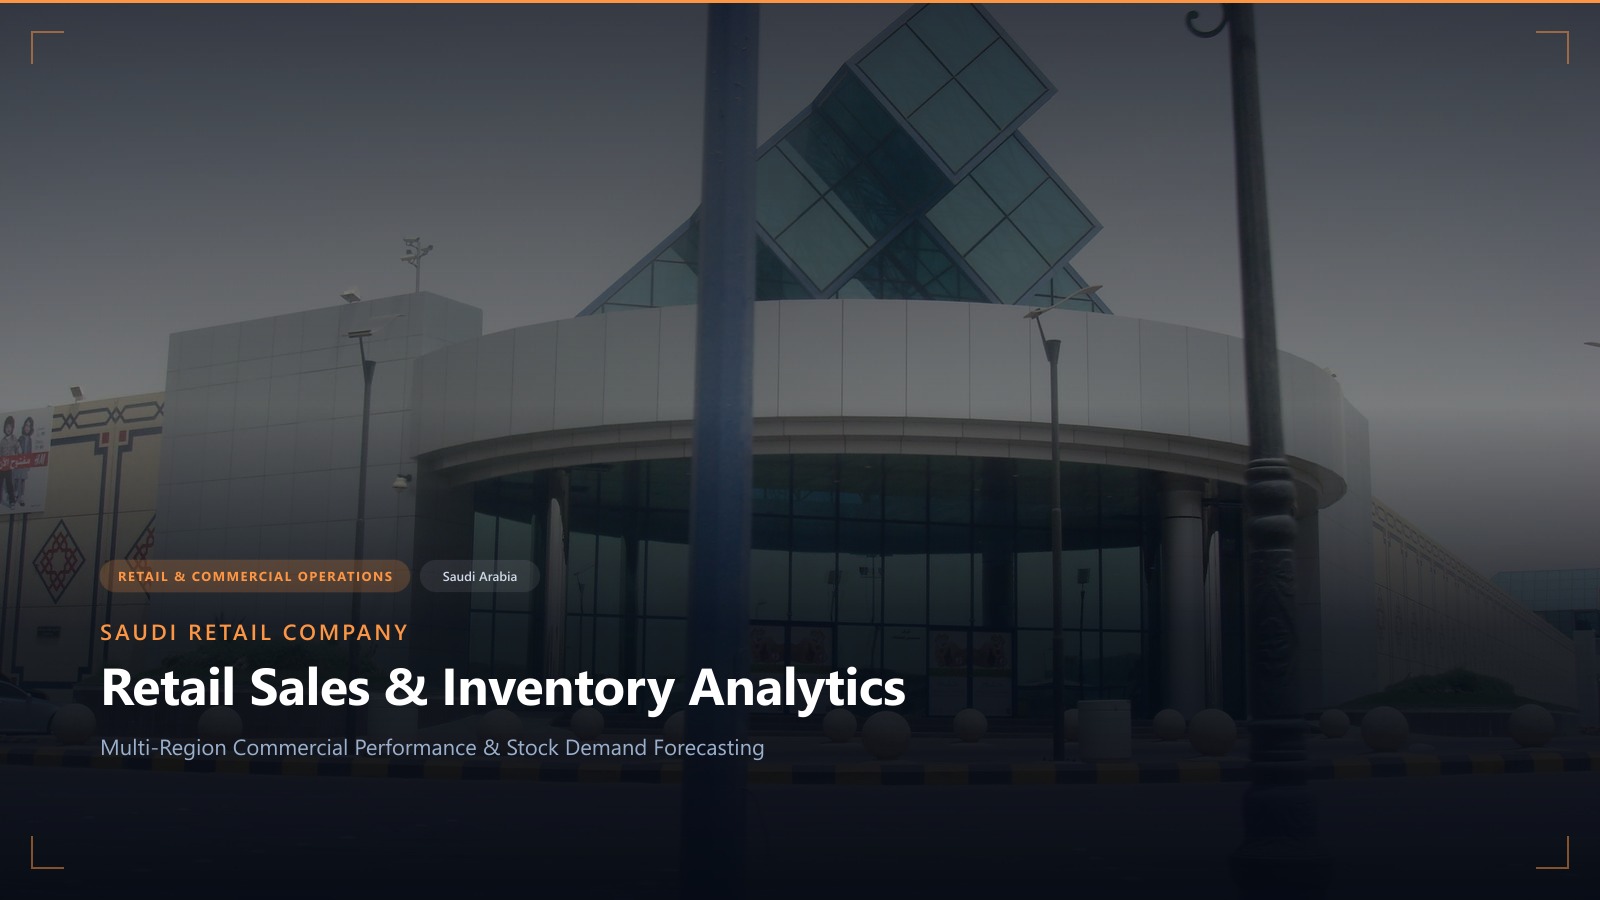 RETAIL & COMMERCIAL OPERATIONS
Saudi Arabia
SAUDI RETAIL COMPANY
Retail Sales & Inventory Analytics
Multi-Region Commercial Performance & Stock Demand Forecasting